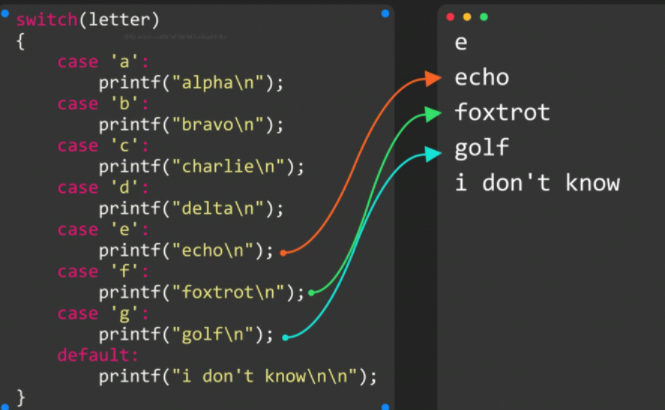 switch(letter)
{
case 'a':
printf("alpha\n");
case 'b':
printf("bravo\n");
case 'c':
printf("charlie\n");
case 'd':
printf("delta\n");
case 'e':
printf("echo\n");
case 'f':
printf("foxtrot\n");
case 'g':
printf("golf\n");
default:
printf("i don't know\n\n");
}
e
echo
foxtrot
golf
i don't know